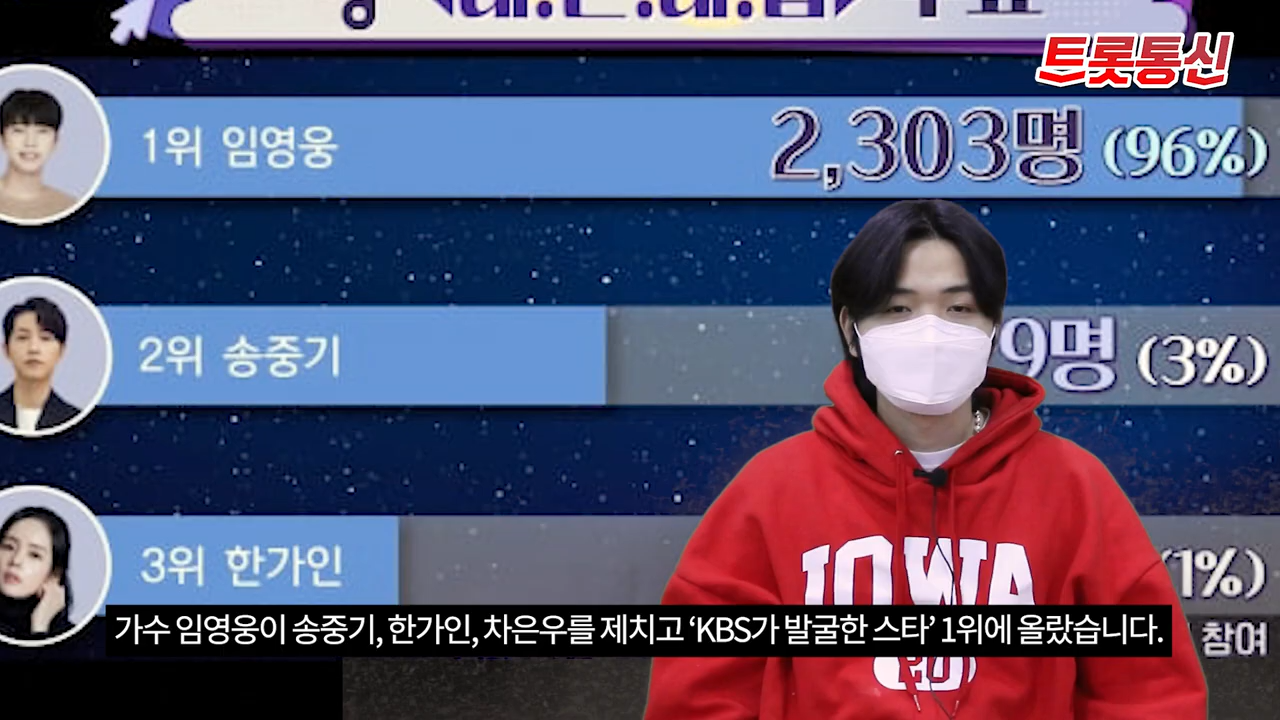 트롯통신
1위 임영웅
2,303명 (96%)
2위 송중기
9명 (3%)
3위 한가인
(1%)
IOWA
가수 임영웅이 송중기, 한가인, 차은우를 제치고 ‘KBS가 발굴한 스타’ 1위에 올랐습니다.
참여